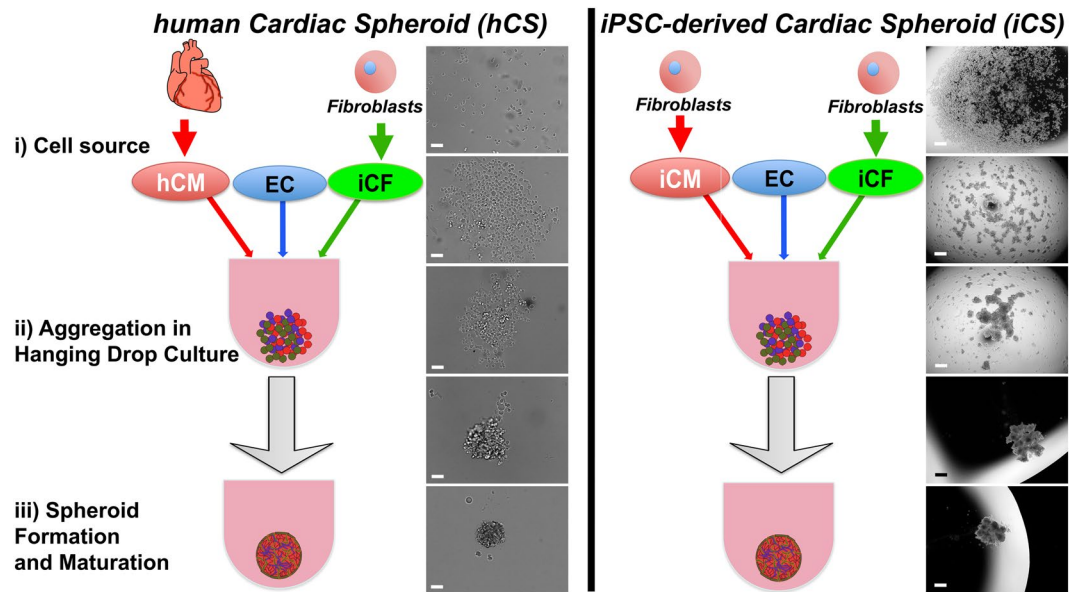 human Cardiac Spheroid (hCS)
Fibroblasts
i) Cell source
hCM
EC
iCF
ii) Aggregation in
Hanging Drop Culture
iii) Spheroid
Formation
and Maturation
iPSC-derived Cardiac Spheroid (iCS)
Fibroblasts
Fibroblasts
iCM
EC
iCF